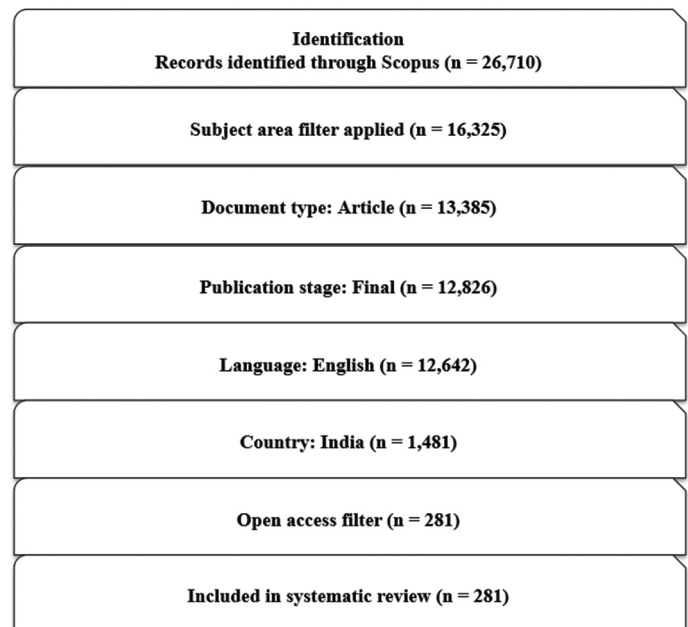 Identification
Records identified through Scopus (n = 26,710)
Subject area filter applied (n = 16,325)
Document type: Article (n = 13,385)
Publication stage: Final (n = 12,826)
Language: English (n = 12,642)
Country: India (n = 1,481)
Open access filter (n = 281)
Included in systematic review (n = 281)